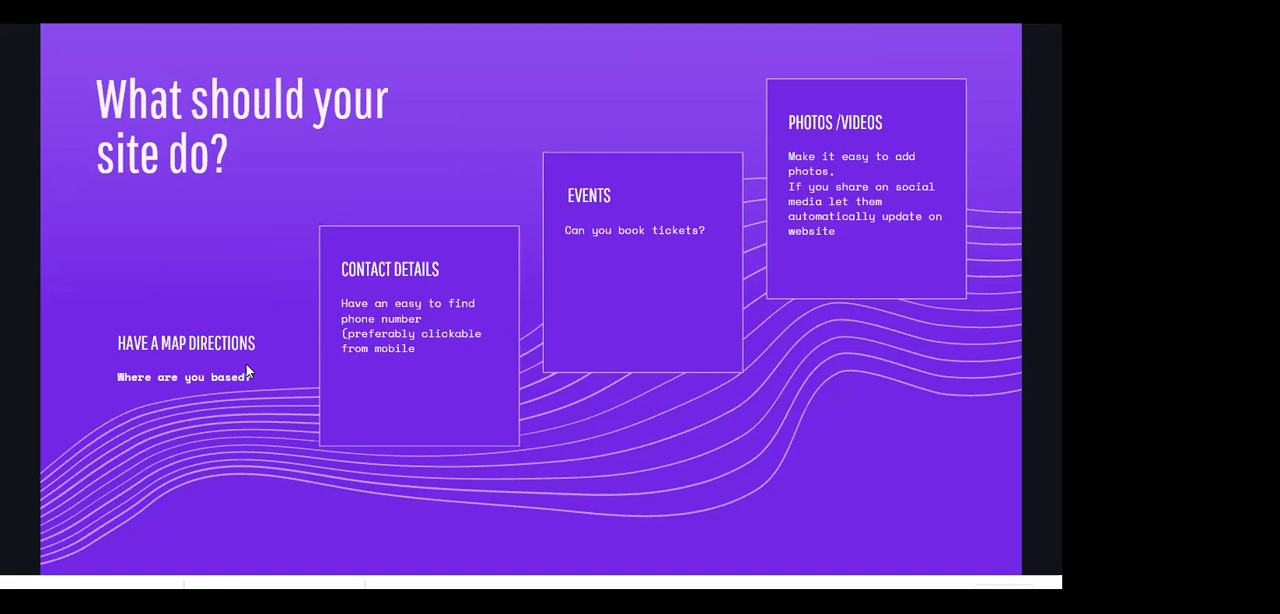 What should your
site do?
HAVE A MAP DIRECTIONS
Where are you based?
CONTACT DETAILS
Have an easy to find
phone number
(preferably clickable
from mobile
EVENTS
Can you book tickets?
PHOTOS /VIDEOS
Make it easy to add
photos.
If you share on social
media let them
automatically update on
website